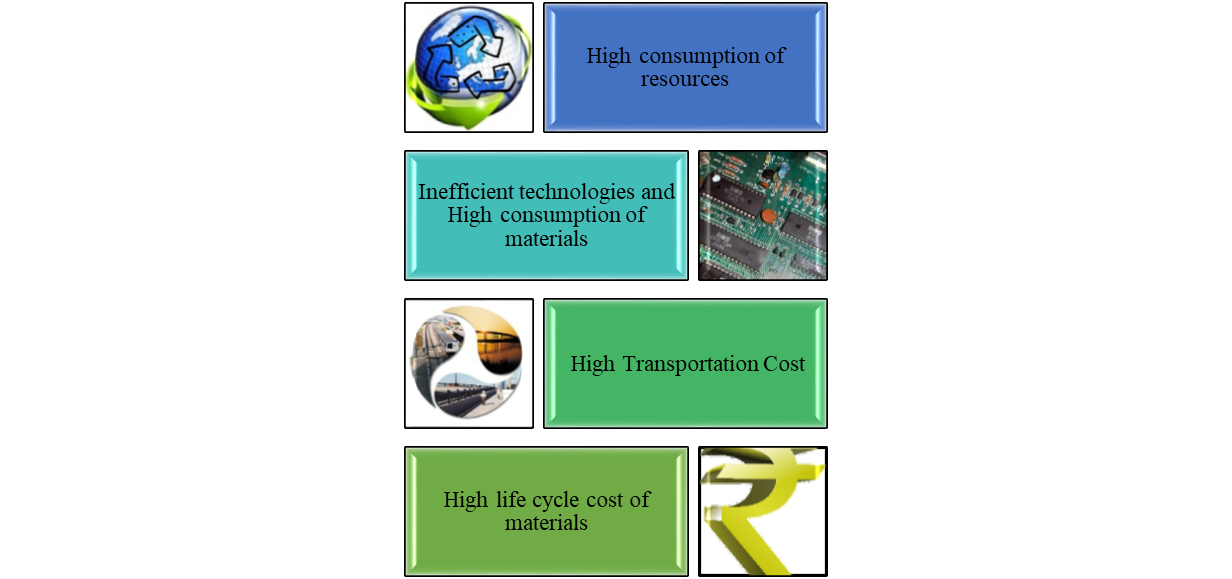 High consumption of
resources
Inefficient technologies and
High consumption of
materials
High Transportation Cost
High life cycle cost of
materials